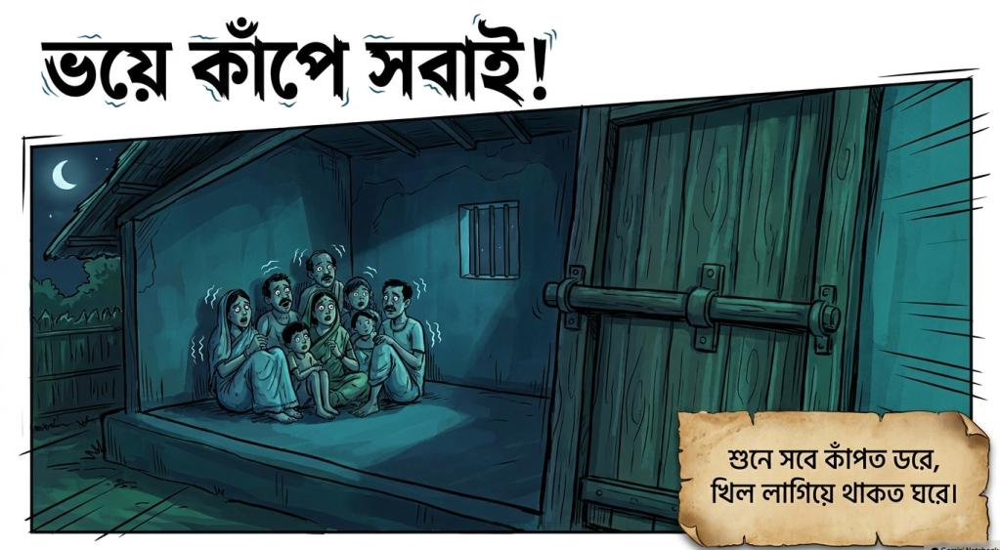 ভয়ে কাঁপে সবাই!
শুনে সবে কাঁপত ডরে,
খিল লাগিয়ে থাকত ঘরে।